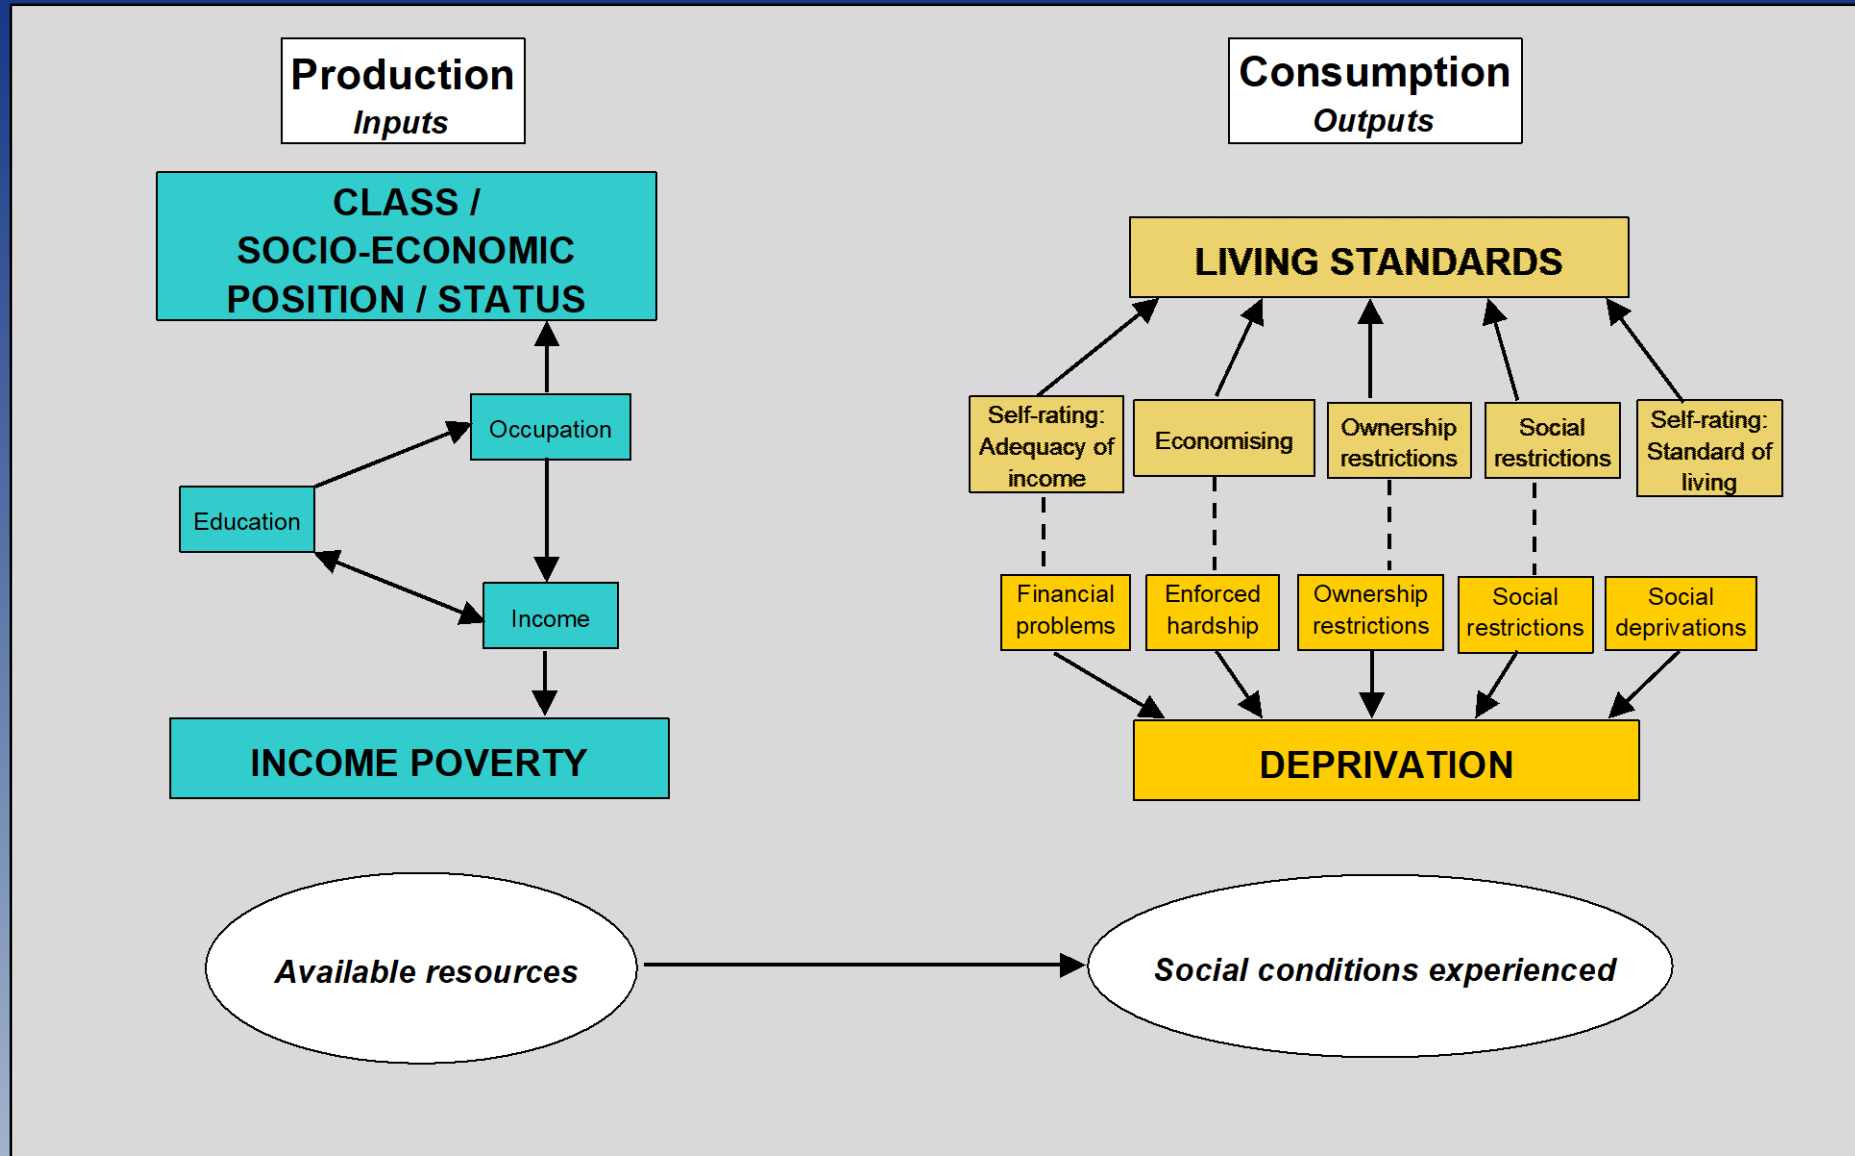 Production
Inputs
CLASS /
SOCIO-ECONOMIC
POSITION / STATUS
Occupation
Education
Income
INCOME POVERTY
Available resources
Consumption
Outputs
LIVING STANDARDS
Self-rating:
Adequacy of
income
Economising
Ownership
restrictions
Social
restrictions
Self-rating:
Standard of
living
Financial
problems
Enforced
hardship
Ownership
restrictions
Social
restrictions
Social
deprivations
DEPRIVATION
Social conditions experienced